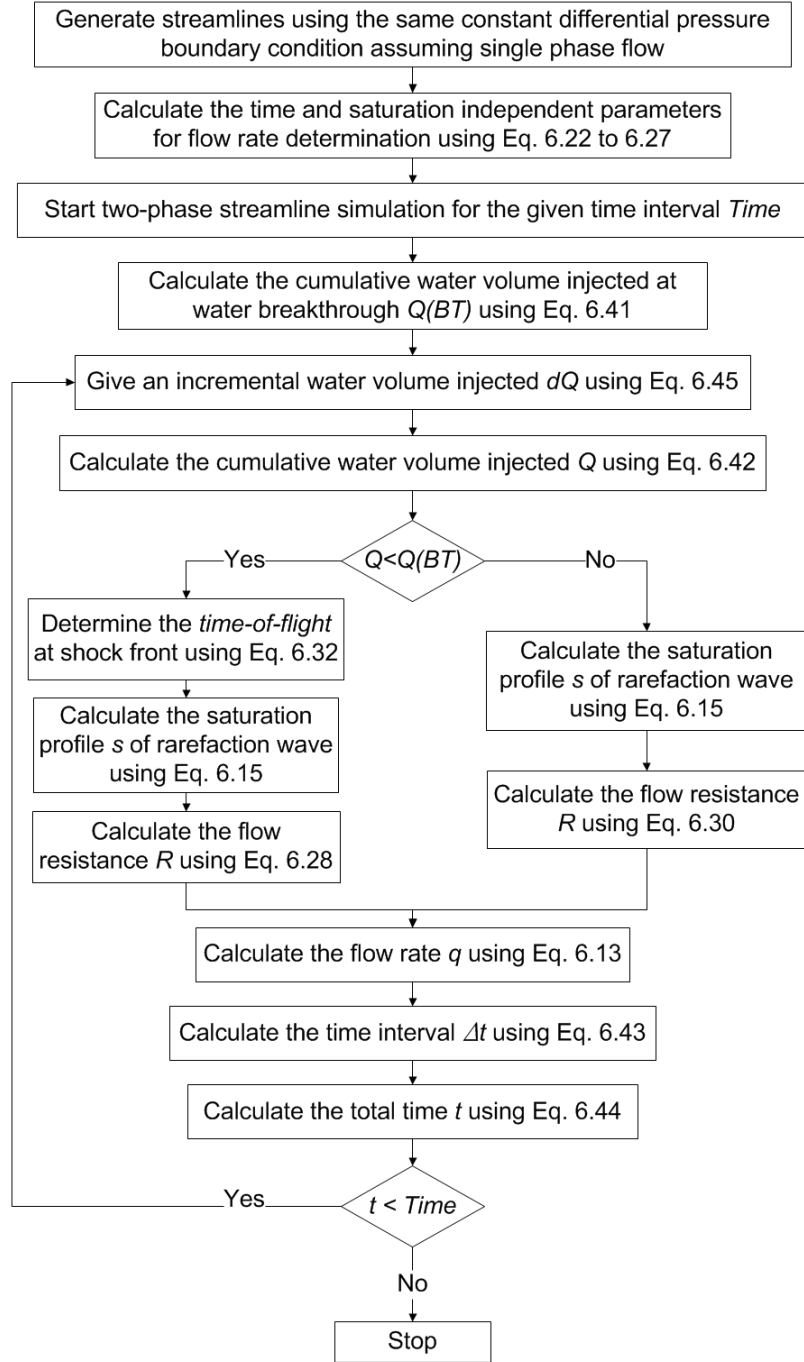 Generate streamlines using the same constant differential pressure
boundary condition assuming single phase flow
Calculate the time and saturation independent parameters
for flow rate determination using Eq. 6.22 to 6.27
Start two-phase streamline simulation for the given time interval Time
Calculate the cumulative water volume injected at
water breakthrough Q(BT) using Eq. 6.41
Give an incremental water volume injected dQ using Eq. 6.45
Calculate the cumulative water volume injected Q using Eq. 6.42
Q<Q(BT)
Yes
No
Determine the time-of-flight
at shock front using Eq. 6.32
Calculate the saturation
profile s of rarefaction wave
using Eq. 6.15
Calculate the flow
resistance R using Eq. 6.28
Calculate the saturation
profile s of rarefaction wave
using Eq. 6.15
Calculate the flow resistance
R using Eq. 6.30
Calculate the flow rate q using Eq. 6.13
Calculate the time interval Δt using Eq. 6.43
Calculate the total time t using Eq. 6.44
Yes
t < Time
No
Stop